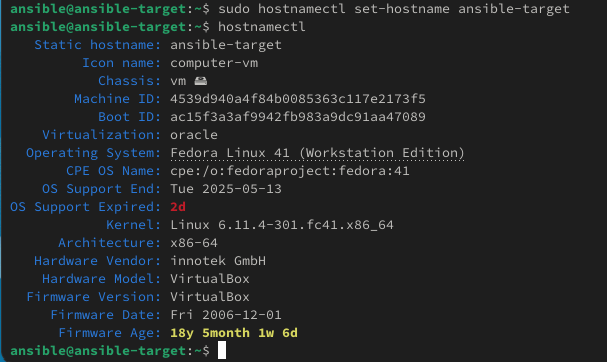 ansible@ansible-target:~$ sudo hostnamectl set-hostname ansible-target
ansible@ansible-target:~$ hostnamectl
Static hostname: ansible-target
Icon name: computer-vm
Chassis: vm 🖴
Machine ID: 4539d940a4f84b0085363c117e2173f5
Boot ID: ac15f3a3af9942fb983a9dc91aa47089
Virtualization: oracle
Operating System: Fedora Linux 41 (Workstation Edition)
CPE OS Name: cpe:/o:fedoraproject:fedora:41
OS Support End: Tue 2025-05-13
OS Support Expired: 2d
Kernel: Linux 6.11.4-301.fc41.x86_64
Architecture: x86-64
Hardware Vendor: innotek GmbH
Hardware Model: VirtualBox
Firmware Version: VirtualBox
Firmware Date: Fri 2006-12-01
Firmware Age: 18y 5month 1w 6d
ansible@ansible-target:~$